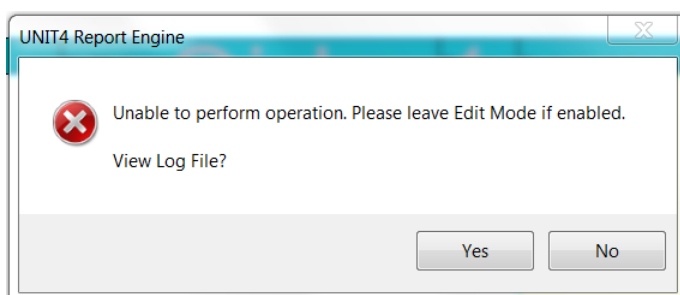 UNIT4 Report Engine
Unable to perform operation. Please leave Edit Mode if enabled.
View Log File?
Yes
No